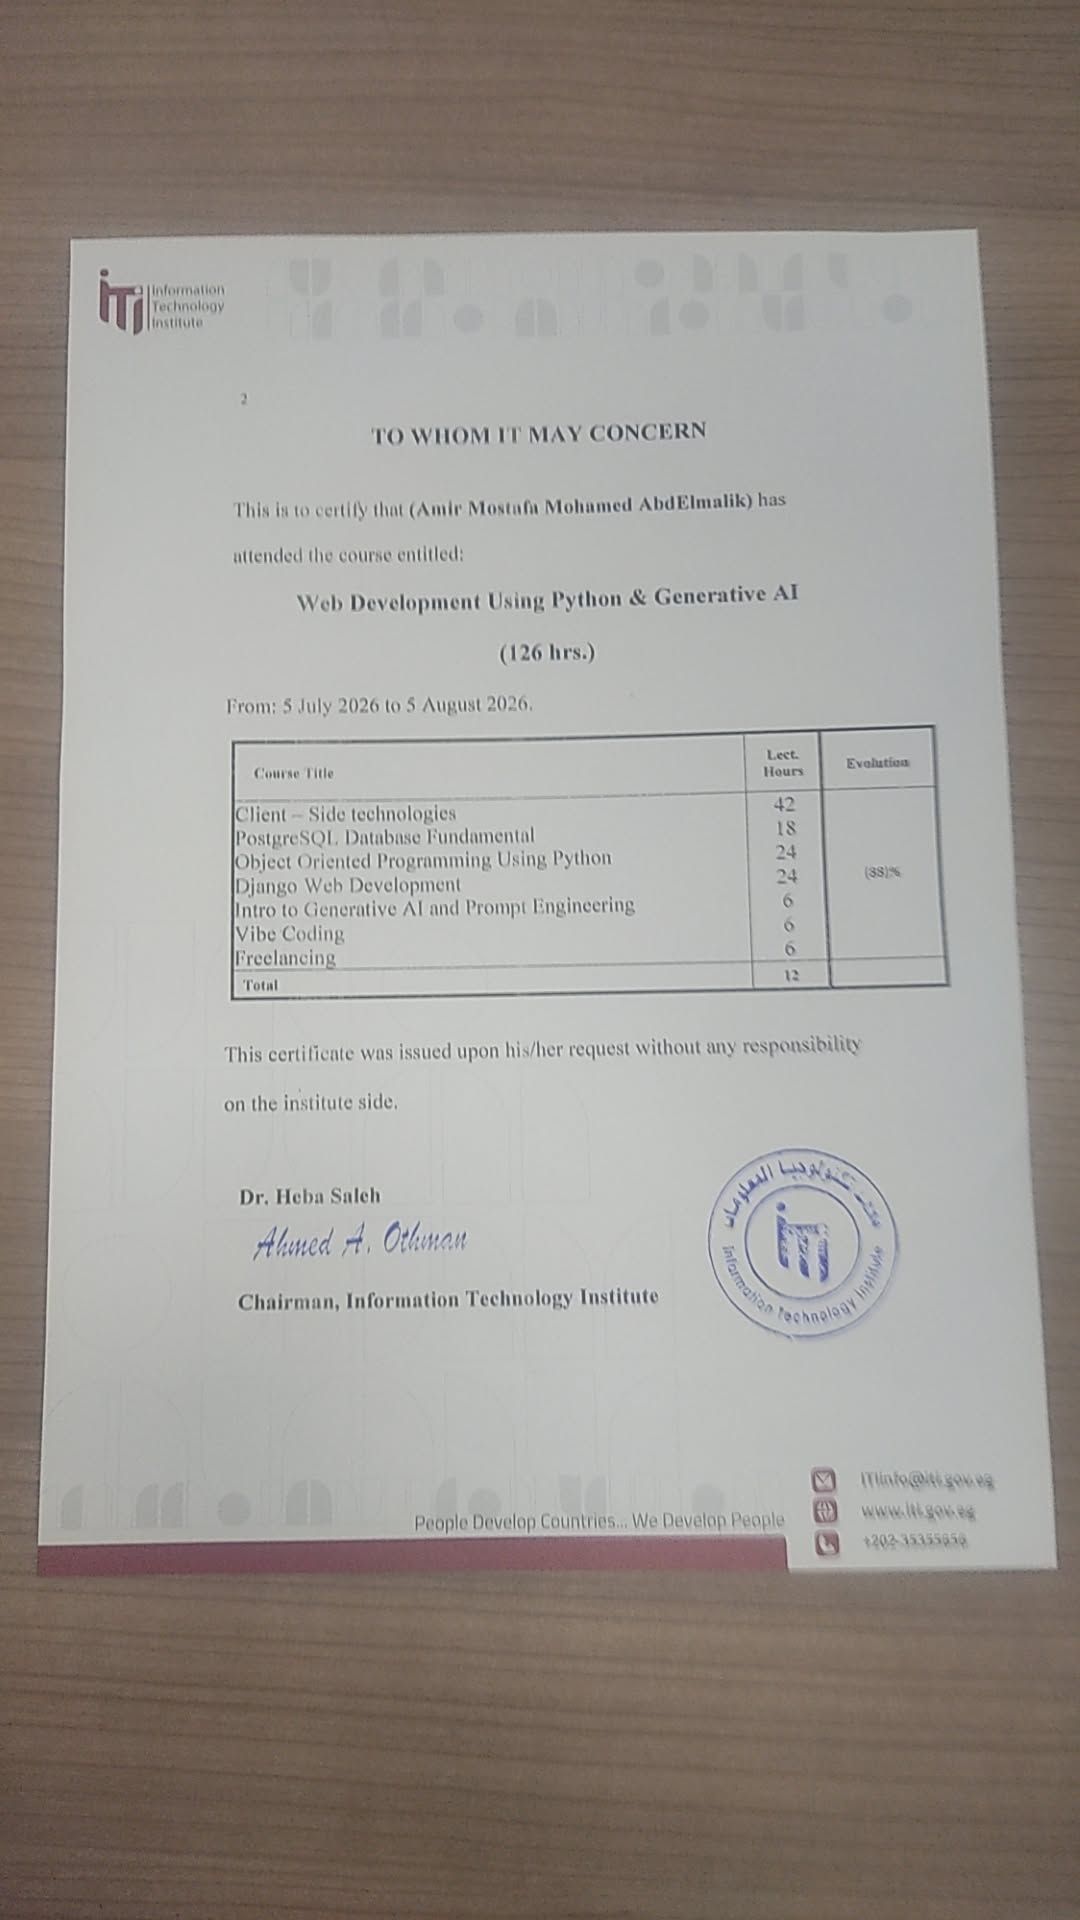 iTi Information
Technology
Institute
2
TO WHOM IT MAY CONCERN
This is to certify that (Amir Mostafa Mohamed AbdElmalik) has
attended the course entitled:
Web Development Using Python & Generative AI
(126 hrs.)
From: 5 July 2026 to 5 August 2026.
Course Title Lect. Hours Evolution
Client – Side technologies 42
PostgreSQL Database Fundamental 18
Object Oriented Programming Using Python 24
Django Web Development 24
Intro to Generative AI and Prompt Engineering 6
Vibe Coding 6
Freelancing 6
Total 12
This certificate was issued upon his/her request without any responsibility
on the institute side.
Dr. Heba Saleh
Ahmed A. Othman
Chairman, Information Technology Institute
تكنولوجيا المعلومات
iTi
Information Technology Institute
People Develop Countries... We Develop People
ITIinfo@iti.gov.eg
www.iti.gov.eg